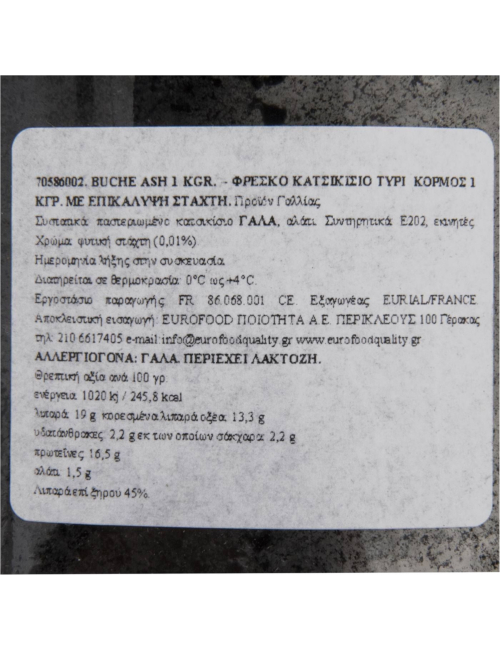 70586002. BUCHE ASH 1 KGR. - ΦΡΕΣΚΟ ΚΑΤΣΙΚΙΣΙΟ ΤΥΡΙ ΚΟΡΜΟΣ 1
ΚΓΡ. ΜΕ ΕΠΙΚΑΛΥΨΗ ΣΤΑΧΤΗ. Προϊόν Γαλλίας
Συστατικά: παστεριωμένο κατσικίσιο ΓΑΛΑ, αλάτι. Συντηρητικά: Ε202, εκινητές.
Χρώμα: φυτική στάχτη (0,01%).
Ημερομηνία λήξης στην συσκευασία.
Διατηρείται σε θερμοκρασία: 0°C ως +4°C.
Εργοστάσιο παραγωγής: FR 86.068.001 CE. Εξαγωγέας: EURIAL/FRANCE
Αποκλειστική εισαγωγή: EUROFOOD ΠΟΙΟΤΗΤΑ Α.Ε. ΠΕΡΙΚΛΕΟΥΣ 100 Γέρακας
τηλ: 210 6617405 e-mail: info@eurofoodquality.gr www.eurofoodquality.gr
ΑΛΛΕΡΓΙΟΓΟΝΑ: ΓΑΛΑ. ΠΕΡΙΕΧΕΙ ΛΑΚΤΟΖΗ.
Θρεπτική αξία ανά 100 γρ.
ενέργεια: 1020 kj / 245,8 kcal
λιπαρά: 19 g κορεσμένα λιπαρά οξέα: 13,3 g
υδατάνθρακες: 2,2 g εκ των οποίων σάκχαρα: 2,2 g
πρωτεΐνες: 16,5 g
αλάτι: 1,5 g
Λιπαρά επί ξηρού 45%